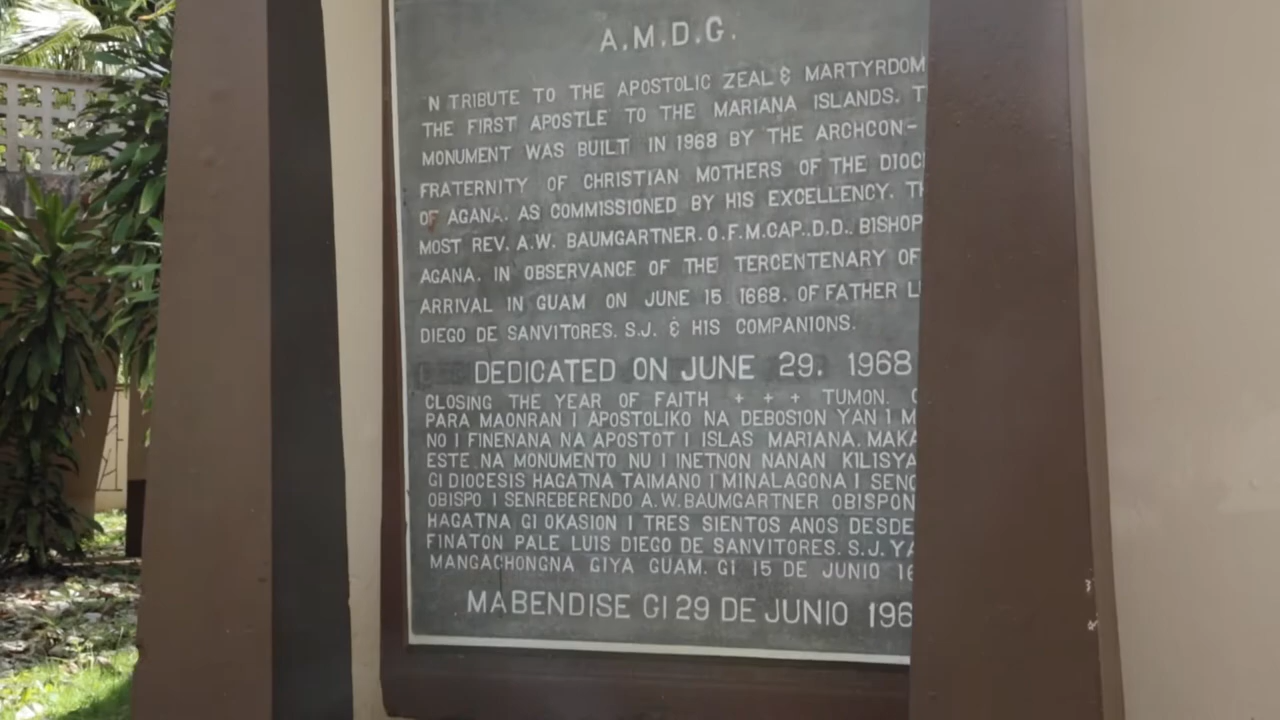 A.M.D.G.
N TRIBUTE TO THE APOSTOLIC ZEAL & MARTYRDOM
THE FIRST APOSTLE TO THE MARIANA ISLANDS. T
MONUMENT WAS BUILT IN 1968 BY THE ARCHCON-
FRATERNITY OF CHRISTIAN MOTHERS OF THE DIOC
OF AGANA. AS COMMISSIONED BY HIS EXCELLENCY. TH
MOST REV. A.W. BAUMGARTNER. O.F.M.CAP..D.D.. BISHOP
AGANA. IN OBSERVANCE OF THE TERCENTENARY OF
ARRIVAL IN GUAM ON JUNE 15 1668. OF FATHER L
DIEGO DE SANVITORES. S.J. & HIS COMPANIONS.
DEDICATED ON JUNE 29. 1968
CLOSING THE YEAR OF FAITH + + + TUMON.
PARA MAONRAN I APOSTOLIKO NA DEBOSION YAN I M
NO I FINENANA NA APOSTOT I ISLAS MARIANA. MAKA
ESTE NA MONUMENTO NU I INETNON NANAN KILISYA
GI DIOCESIS HAGATNA TAIMANO I MINALAGONA I SENO
OBISPO I SENREBERENDO A.W.BAUMGARTNER OBISPON
HAGATNA GI OKASION I TRES SIENTOS ANOS DESDE
FINATON PALE LUIS DIEGO DE SANVITORES. S.J. YA
MANGACHONGNA GIYA GUAM. GI 15 DE JUNIO 16
MABENDISE GI 29 DE JUNIO 196